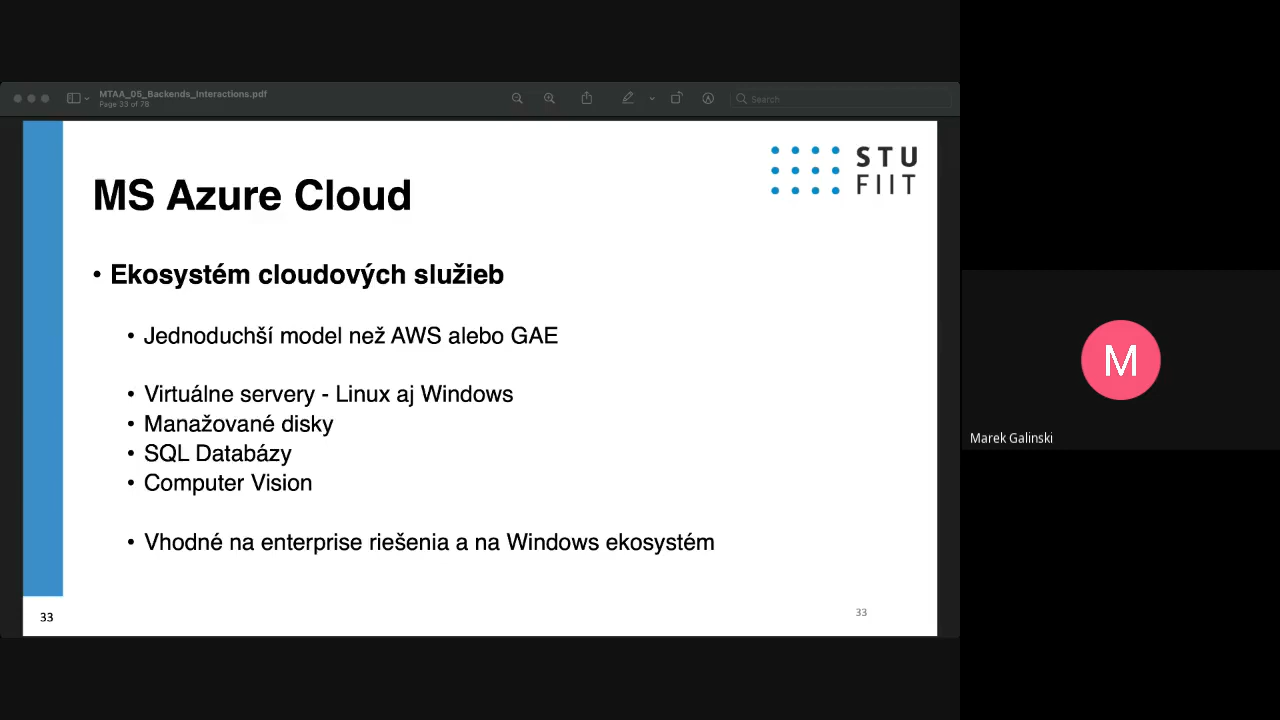 MTAA_05_Backends_Interactions.pdf
Page 33 of 78
Search
STU
FIIT
MS Azure Cloud
• Ekosystém cloudových služieb
• Jednoduchší model než AWS alebo GAE
• Virtuálne servery - Linux aj Windows
• Manažované disky
• SQL Databázy
• Computer Vision
• Vhodné na enterprise riešenia a na Windows ekosystém
33
33
M
Marek Galinski